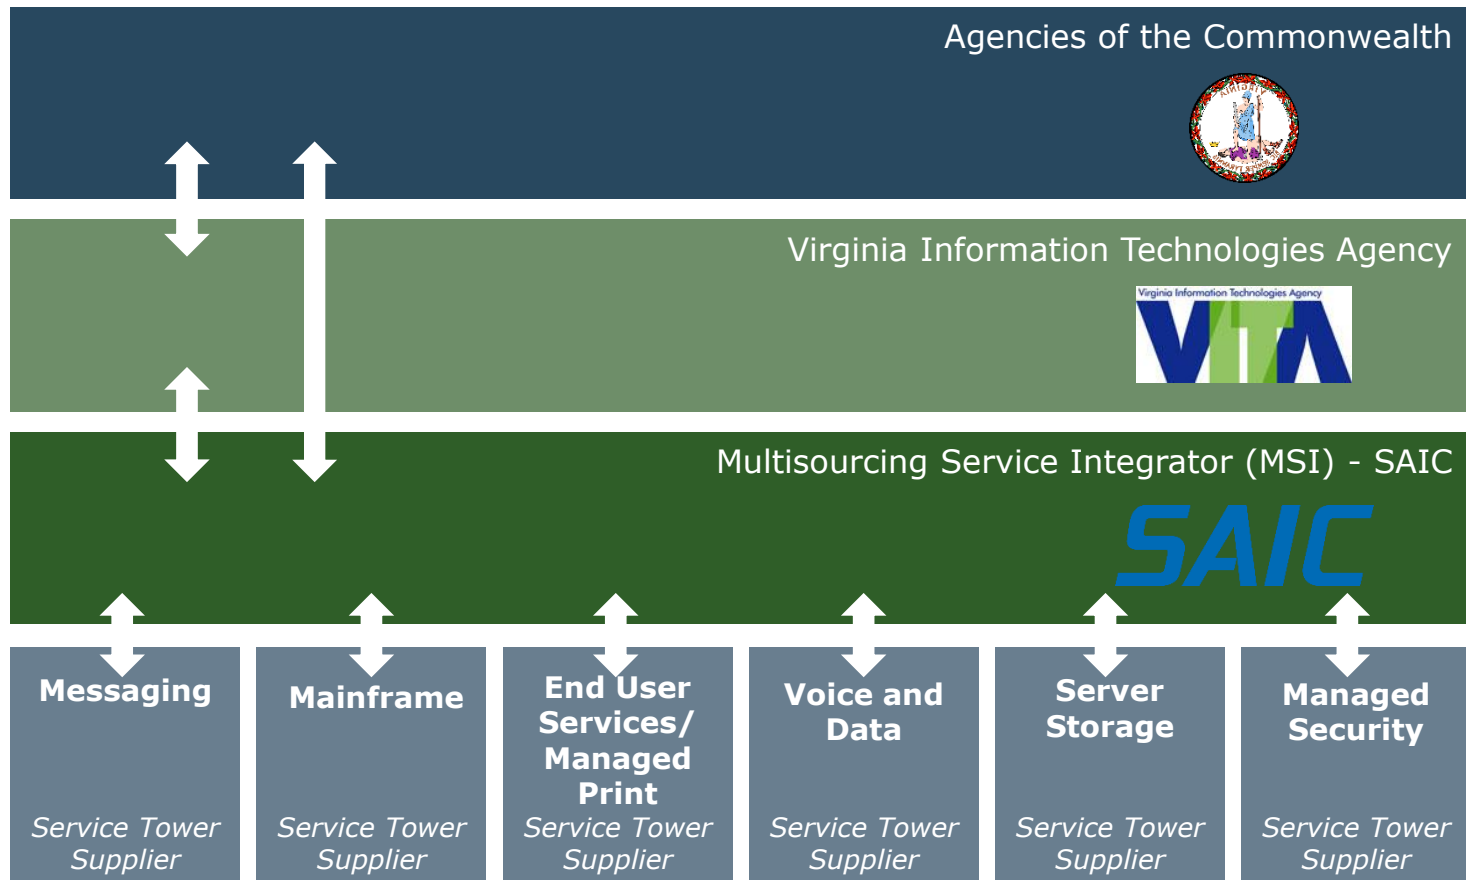 Agencies of the Commonwealth
VIRGINIA
Virginia Information Technologies Agency
Virginia Information Technologies Agency
VITA
Multisourcing Service Integrator (MSI) - SAIC
SAIC
Messaging
Service Tower
Supplier
Mainframe
Service Tower
Supplier
End User
Services/
Managed
Print
Service Tower
Supplier
Voice and
Data
Service Tower
Supplier
Server
Storage
Service Tower
Supplier
Managed
Security
Service Tower
Supplier